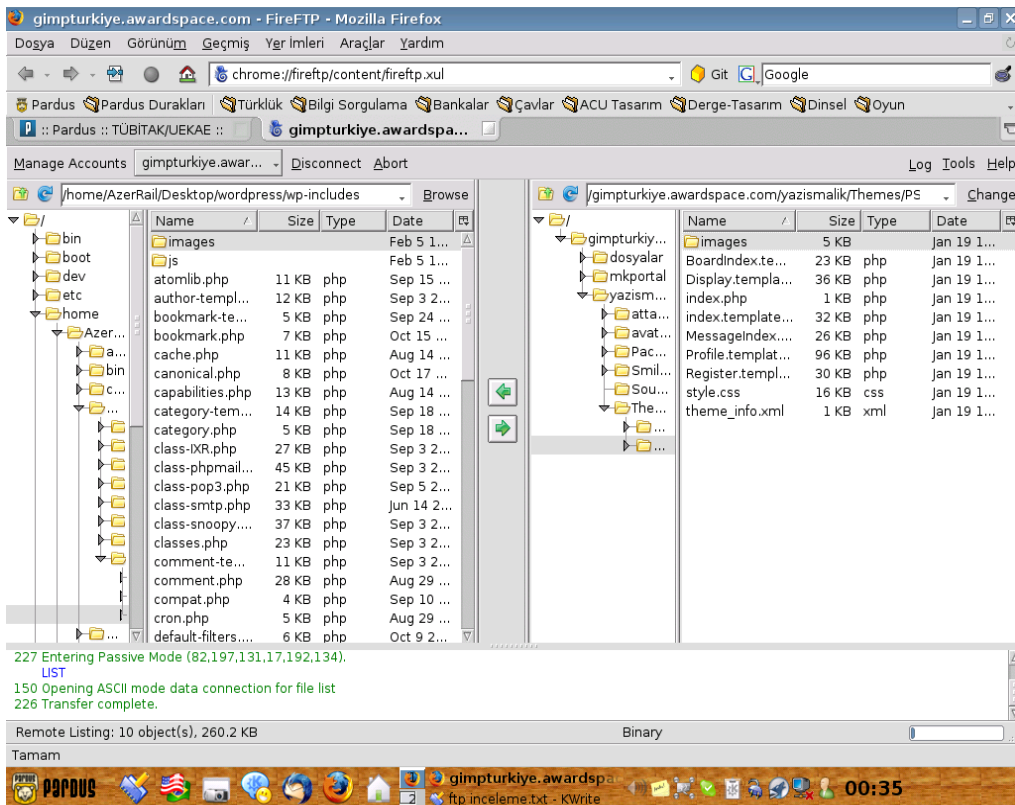 gimpturkiye.awardspace.com - FireFTP - Mozilla Firefox
Dosya Düzen Görünüm Geçmiş Yer İmleri Araçlar Yardım
chrome://fireftp/content/fireftp.xul Git G Google
Pardus Pardus Durakları Türklük Bilgi Sorgulama Bankalar Çavlar ACU Tasarım Derge-Tasarım Dinsel Oyun
:: Pardus :: TÜBİTAK/UEKAE :: gimpturkiye.awardspa...
Manage Accounts gimpturkiye.awar... Disconnect Abort Log Tools Help
/home/AzerRail/Desktop/wordpress/wp-includes Browse
/
bin
boot
dev
etc
home
Azer...
a...
bin
c...
...
...
Name Size Type Date
images Feb 5 1...
js Feb 5 1...
atomlib.php 11 KB php Sep 15 ...
author-templ... 12 KB php Sep 3 2...
bookmark-te... 5 KB php Sep 24 ...
bookmark.php 7 KB php Oct 15 ...
cache.php 11 KB php Aug 14 ...
canonical.php 8 KB php Oct 17 ...
capabilities.php 13 KB php Aug 14 ...
category-tem... 14 KB php Sep 18 ...
category.php 5 KB php Sep 18 ...
class-IXR.php 27 KB php Sep 3 2...
class-phpmail... 45 KB php Sep 3 2...
class-pop3.php 21 KB php Sep 5 2...
class-smtp.php 33 KB php Jun 14 2...
class-snoopy.... 37 KB php Sep 3 2...
classes.php 23 KB php Sep 3 2...
comment-te... 11 KB php Sep 3 2...
comment.php 28 KB php Aug 29 ...
compat.php 4 KB php Sep 10 ...
cron.php 5 KB php Aug 29 ...
default-filters.... 6 KB php Oct 9 2...
/gimpturkiye.awardspace.com/yazismalik/Themes/PS Change
/
gimpturkiy...
dosyalar
mkportal
yazism...
atta...
avat...
Pac...
Smil...
Sou...
The...
...
...
Name Size Type Date
images 5 KB Jan 19 1...
BoardIndex.te... 23 KB php Jan 19 1...
Display.templa... 36 KB php Jan 19 1...
index.php 1 KB php Jan 19 1...
index.template... 32 KB php Jan 19 1...
MessageIndex.... 26 KB php Jan 19 1...
Profile.templat... 96 KB php Jan 19 1...
Register.templ... 30 KB php Jan 19 1...
style.css 16 KB css Jan 19 1...
theme_info.xml 1 KB xml Jan 19 1...
227 Entering Passive Mode (82,197,131,17,192,134).
LIST
150 Opening ASCII mode data connection for file list
226 Transfer complete.
Remote Listing: 10 object(s), 260.2 KB Binary
Tamam
PARDUS
2
gimpturkiye.awardspa
ftp inceleme.txt - KWrite
00:35